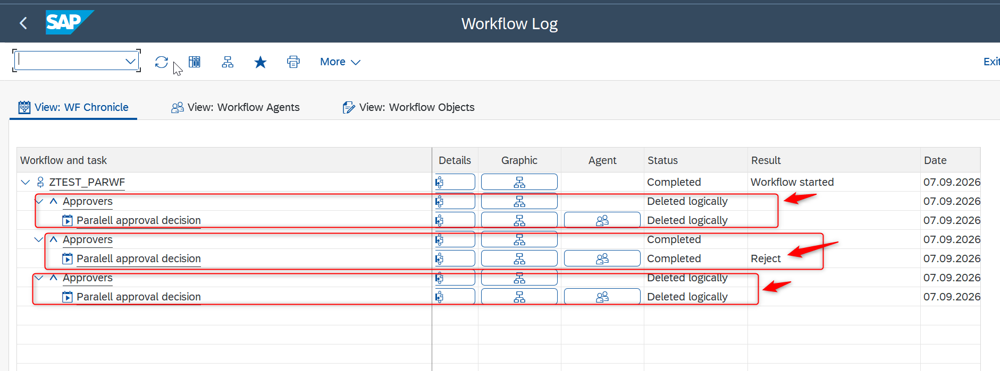 SAP Workflow Log
More Exit
View: WF Chronicle View: Workflow Agents View: Workflow Objects
Workflow and task Details Graphic Agent Status Result Date
ZTEST_PARWF Completed Workflow started 07.09.2026
Approvers Deleted logically 07.09.2026
Paralell approval decision Deleted logically 07.09.2026
Approvers Completed 07.09.2026
Paralell approval decision Completed Reject 07.09.2026
Approvers Deleted logically 07.09.2026
Paralell approval decision Deleted logically 07.09.2026